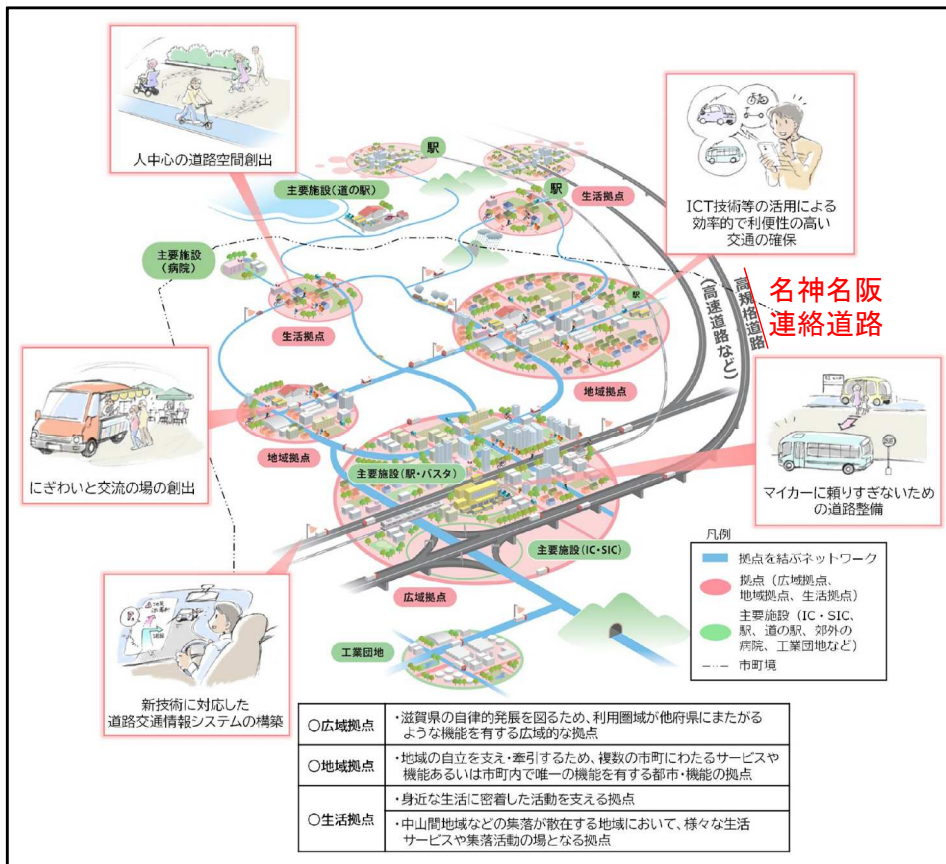 人中心の道路空間創出
駅
主要施設(道の駅)
駅
生活拠点
ICT技術等の活用による
効率的で利便性の高い
交通の確保
主要施設
(病院)
生活拠点
駅
地域拠点
高規格道路
(高速道路など)
名神名阪
連絡道路
地域拠点
にぎわいと交流の場の創出
主要施設(駅・バスタ)
マイカーに頼りすぎないため
の道路整備
主要施設(IC・SIC)
広域拠点
工業団地
新技術に対応した
道路交通情報システムの構築
凡例
拠点を結ぶネットワーク
拠点(広域拠点、
地域拠点、生活拠点)
主要施設(IC・SIC、
駅、道の駅、郊外の
病院、工業団地など)
市町境
○広域拠点
・滋賀県の自律的発展を図るため、利用圏域が他府県にまたがる
ような機能を有する広域的な拠点
○地域拠点
・地域の自立を支え・牽引するため、複数の市町にわたるサービスや
機能あるいは市町内で唯一の機能を有する都市・機能の拠点
○生活拠点
・身近な生活に密着した活動を支える拠点
・中山間地域などの集落が散在する地域において、様々な生活
サービスや集落活動の場となる拠点